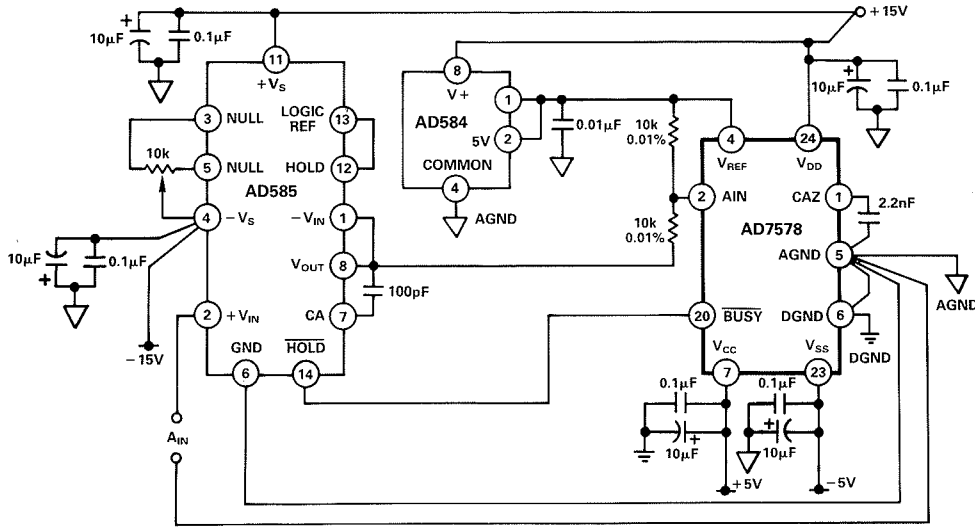 +15V
10μF
0.1μF
11
+VS
3 NULL
LOGIC REF 13
10k
5 NULL
HOLD 12
AD585
4 −VS
−VIN 1
10μF
0.1μF
VOUT 8
100pF
2 +VIN
CA 7
−15V
GND
HOLD
6
14
AIN
8
V+
1
AD584
5V 2
COMMON
4
AGND
0.01μF
10k
0.01%
10k
0.01%
10μF
0.1μF
4
VREF
24
VDD
2 AIN
CAZ 1
2.2nF
AD7578
AGND 5
AGND
20 BUSY
DGND 6
DGND
VCC
VSS
7
23
0.1μF
10μF
+5V
0.1μF
10μF
−5V